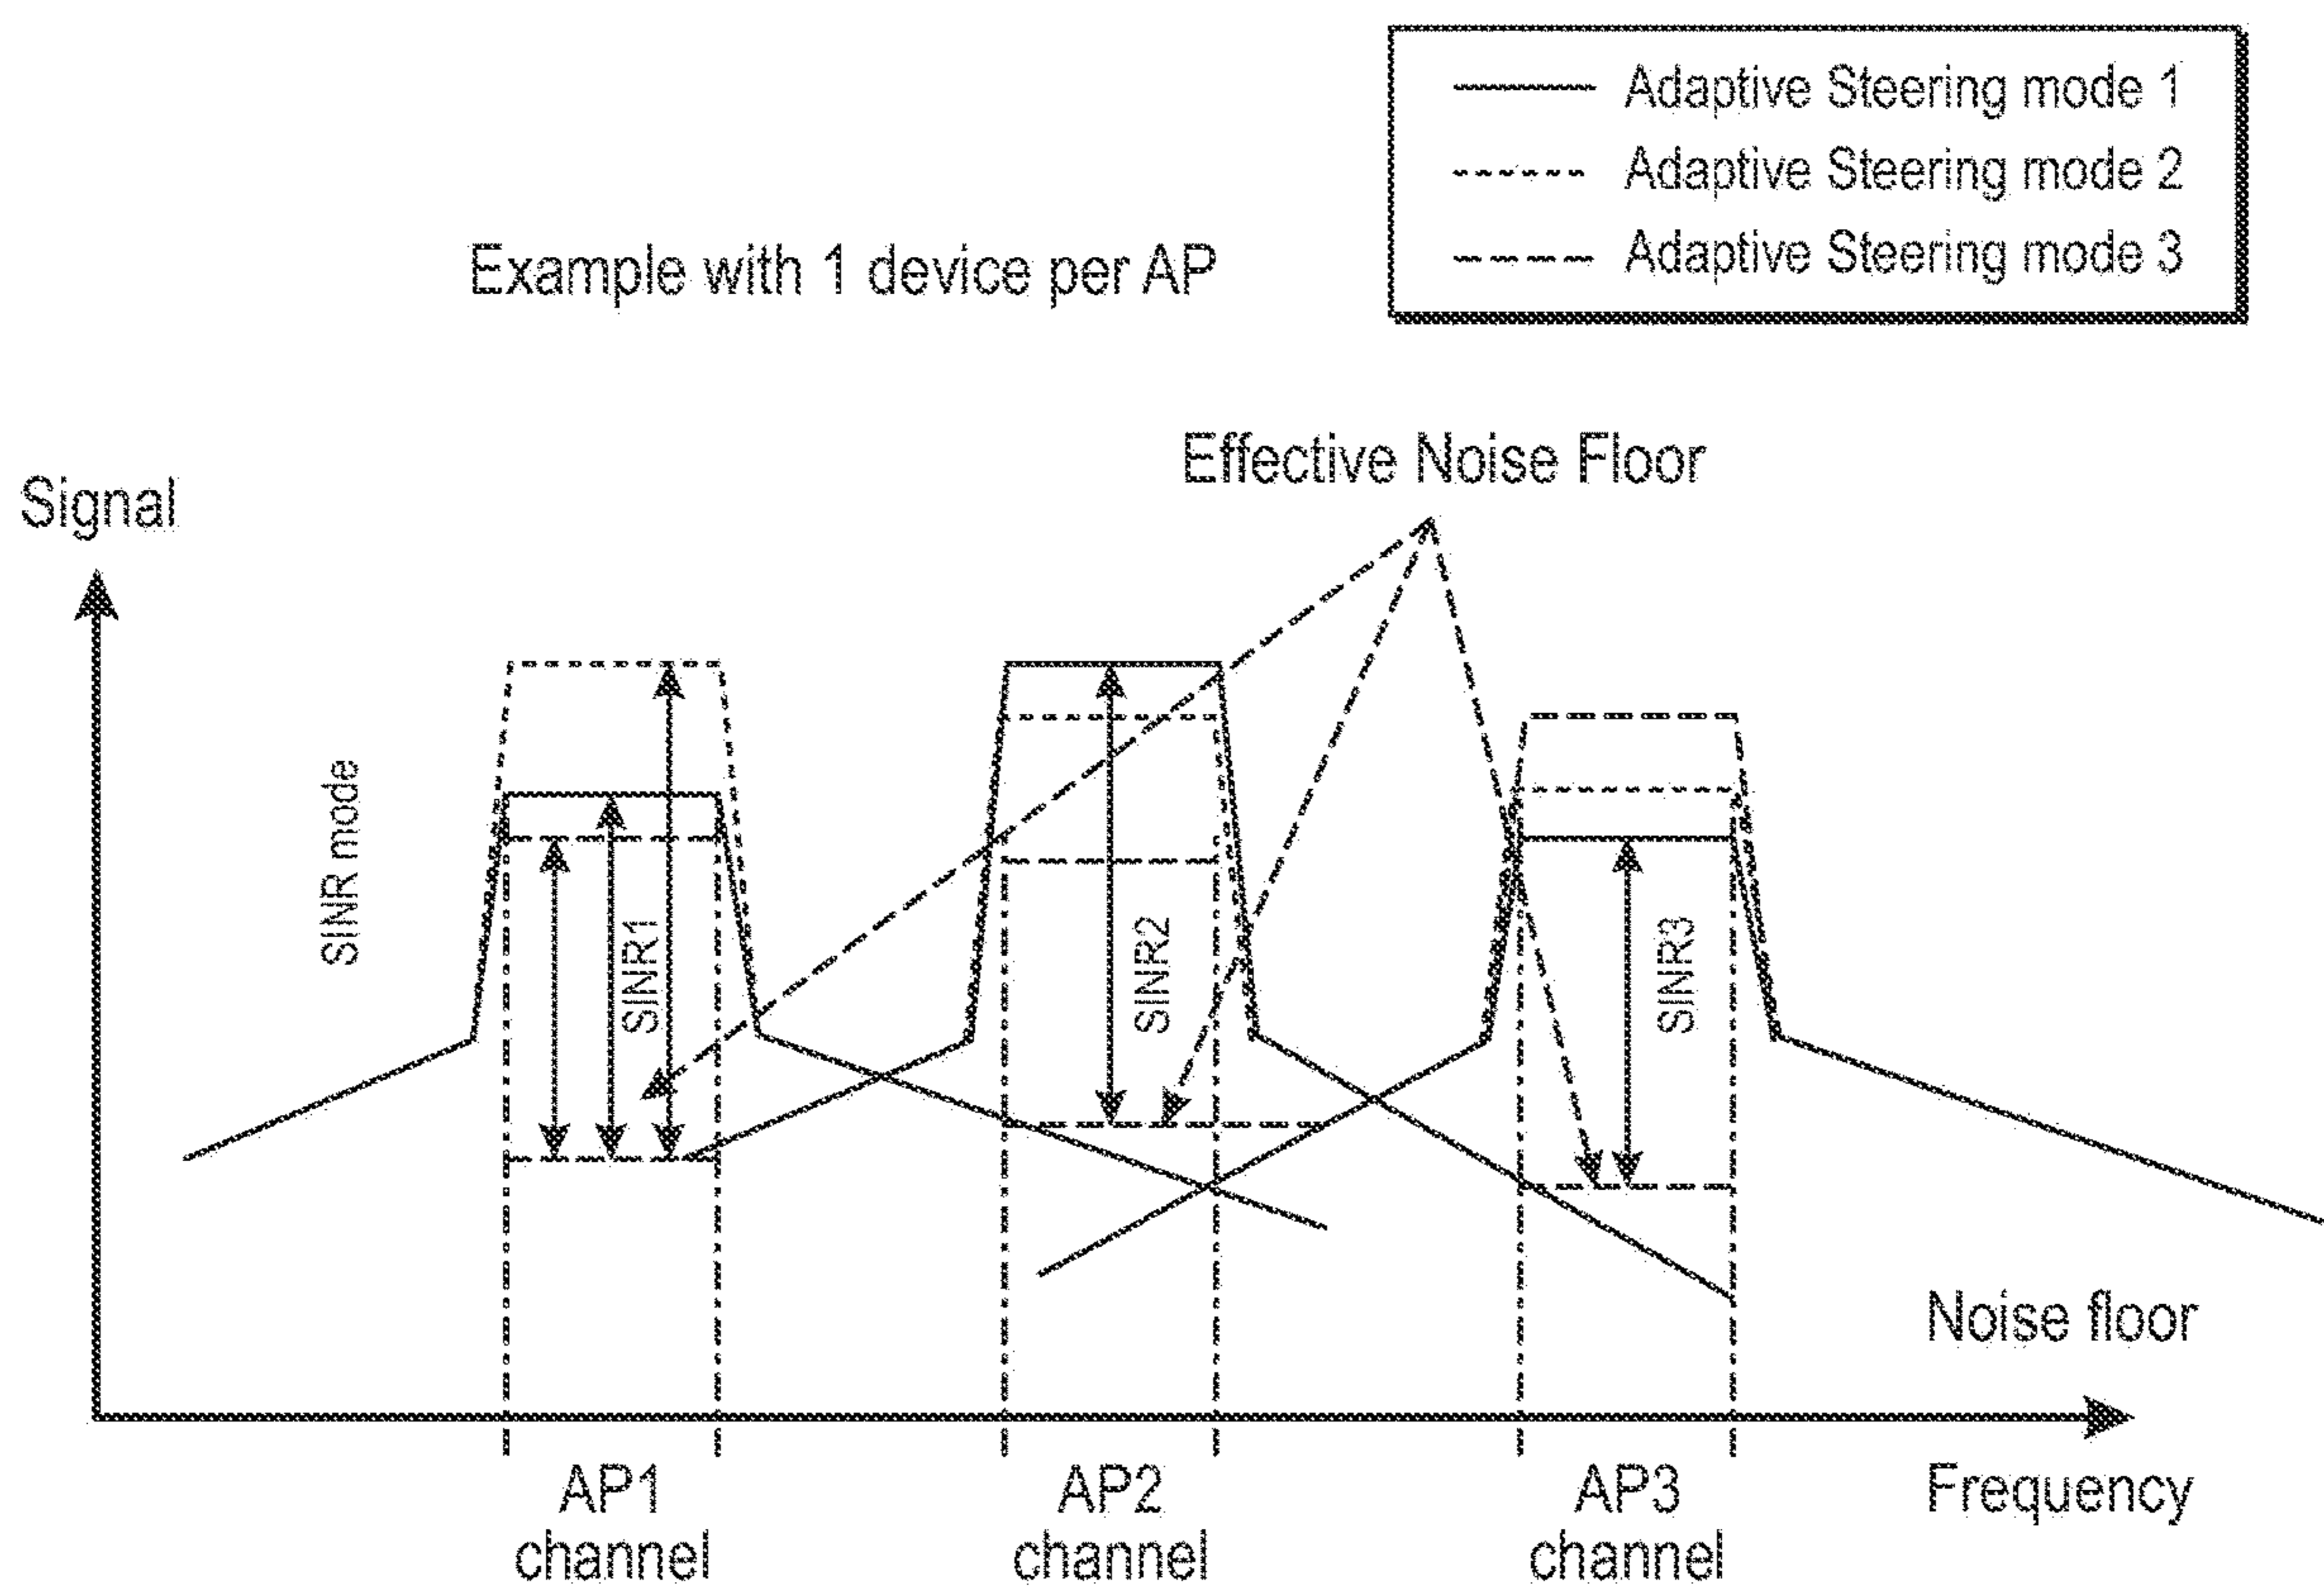 Adaptive Steering mode 1
Adaptive Steering mode 2
Adaptive Steering mode 3
Example with 1 device per AP
Effective Noise Floor
Signal
SINR mode
SINR1
SINR2
SINR3
Noise floor
Frequency
AP1
channel
AP2
channel
AP3
channel